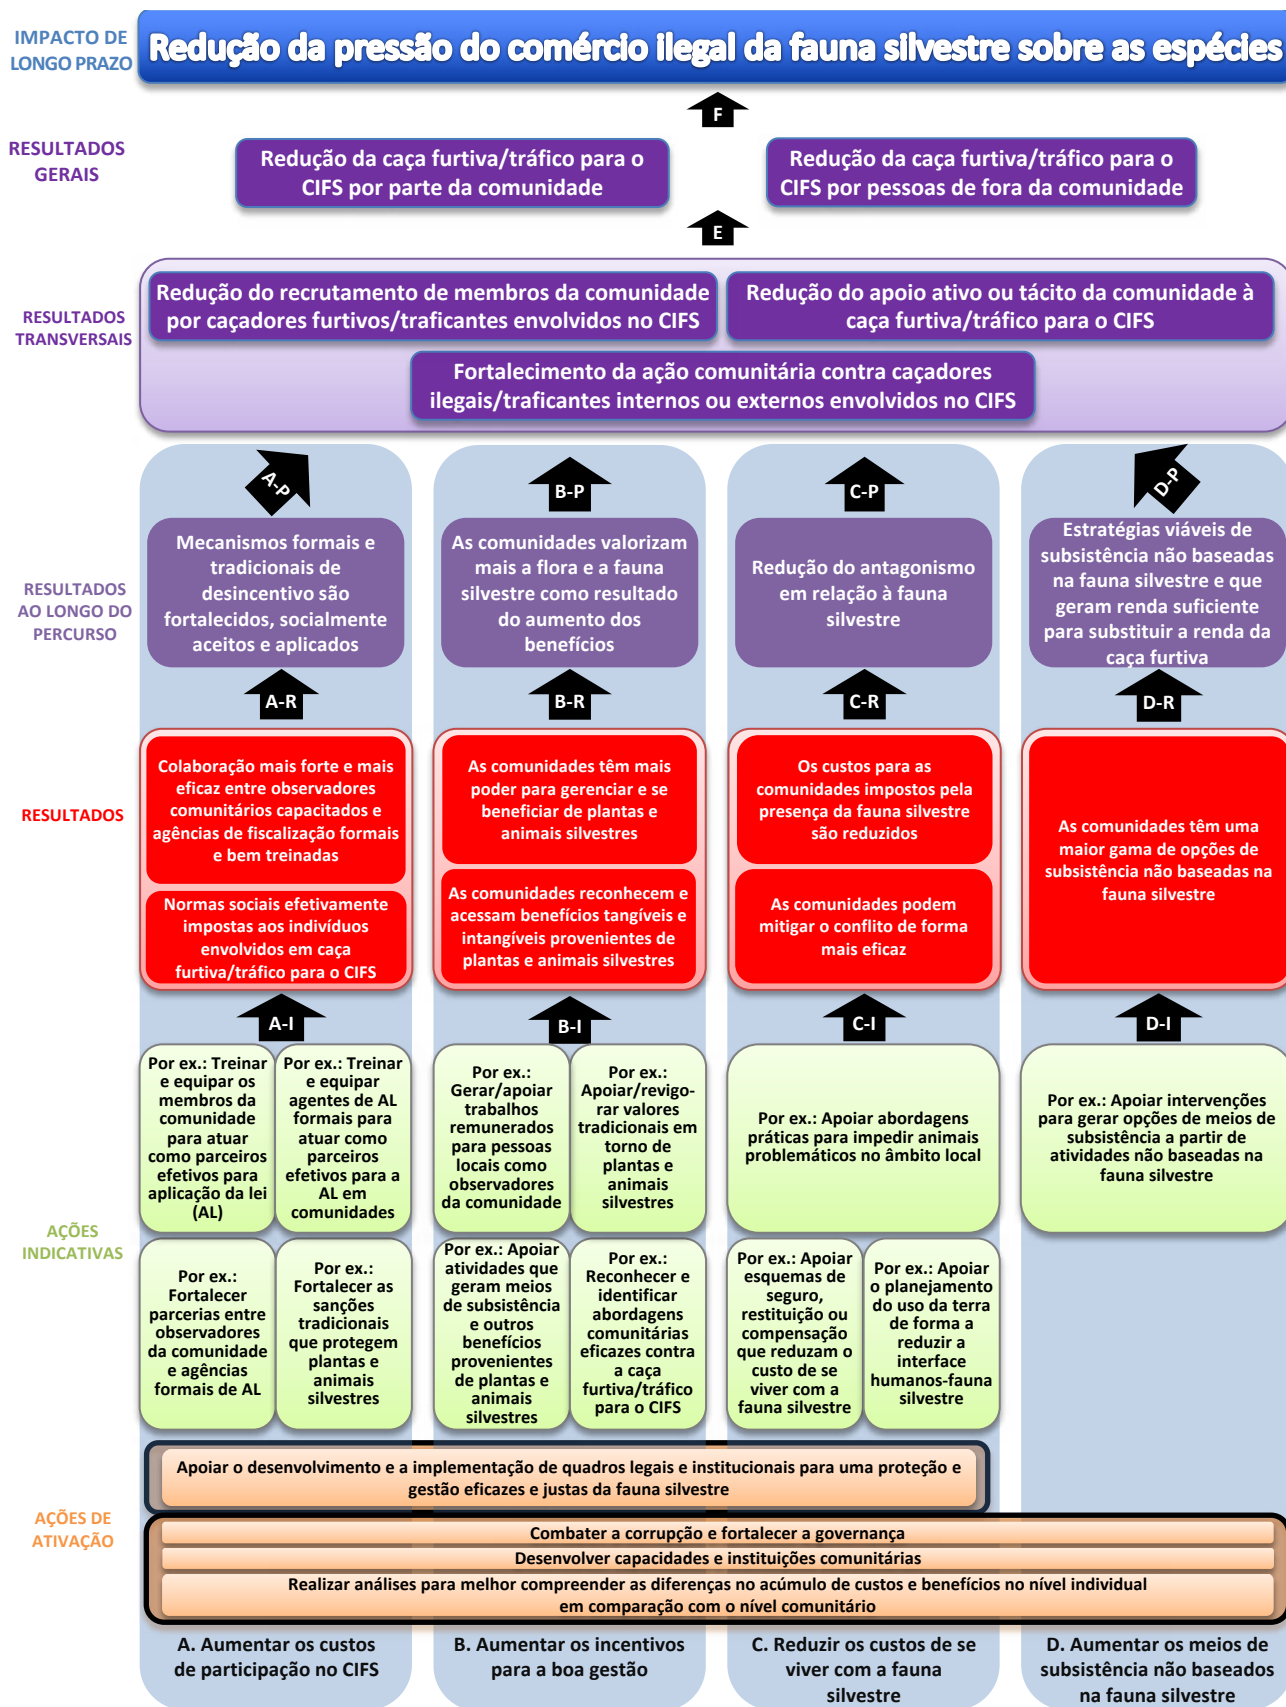 IMPACTO DE
LONGO PRAZO
Redução da pressão do comércio ilegal da fauna silvestre sobre as espécies
F
RESULTADOS
GERAIS
Redução da caça furtiva/tráfico para o
CIFS por parte da comunidade
Redução da caça furtiva/tráfico para o
CIFS por pessoas de fora da comunidade
E
RESULTADOS
TRANSVERSAIS
Redução do recrutamento de membros da comunidade
por caçadores furtivos/traficantes envolvidos no CIFS
Redução do apoio ativo ou tácito da comunidade à
caça furtiva/tráfico para o CIFS
Fortalecimento da ação comunitária contra caçadores
ilegais/traficantes internos ou externos envolvidos no CIFS
A-P
B-P
C-P
D-P
RESULTADOS
AO LONGO DO
PERCURSO
Mecanismos formais e
tradicionais de
desincentivo são
fortalecidos, socialmente
aceitos e aplicados
As comunidades valorizam
mais a flora e a fauna
silvestre como resultado
do aumento dos
benefícios
Redução do antagonismo
em relação à fauna
silvestre
Estratégias viáveis de
subsistência não baseadas
na fauna silvestre e que
geram renda suficiente
para substituir a renda da
caça furtiva
A-R
B-R
C-R
D-R
RESULTADOS
Colaboração mais forte e mais
eficaz entre observadores
comunitários capacitados e
agências de fiscalização formais
e bem treinadas
Normas sociais efetivamente
impostas aos indivíduos
envolvidos em caça
furtiva/tráfico para o CIFS
As comunidades têm mais
poder para gerenciar e se
beneficiar de plantas e
animais silvestres
As comunidades reconhecem e
acessam benefícios tangíveis e
intangíveis provenientes de
plantas e animais silvestres
Os custos para as
comunidades impostos pela
presença da fauna silvestre
são reduzidos
As comunidades podem
mitigar o conflito de forma
mais eficaz
As comunidades têm uma
maior gama de opções de
subsistência não baseadas na
fauna silvestre
A-I
B-I
C-I
D-I
AÇÕES
INDICATIVAS
Por ex.: Treinar
e equipar os
membros da
comunidade
para atuar
como parceiros
efetivos para
aplicação da lei
(AL)
Por ex.: Treinar
e equipar
agentes de AL
formais para
atuar como
parceiros
efetivos para a
AL em
comunidades
Por ex.:
Gerar/apoiar
trabalhos
remunerados
para pessoas
locais como
observadores
da comunidade
Por ex.:
Apoiar/revigo-
rar valores
tradicionais em
torno de
plantas e
animais
silvestres
Por ex.: Apoiar abordagens
práticas para impedir animais
problemáticos no âmbito local
Por ex.: Apoiar intervenções
para gerar opções de meios de
subsistência a partir de
atividades não baseadas na
fauna silvestre
Por ex.:
Fortalecer
parcerias entre
observadores
da comunidade
e agências
formais de AL
Por ex.:
Fortalecer as
sanções
tradicionais
que protegem
plantas e
animais
silvestres
Por ex.: Apoiar
atividades que
geram meios
de subsistência
e outros
benefícios
provenientes
de plantas e
animais
silvestres
Por ex.:
Reconhecer e
identificar
abordagens
comunitárias
eficazes contra
a caça
furtiva/tráfico
para o CIFS
Por ex.: Apoiar
esquemas de
seguro,
restituição ou
compensação
que reduzam o
custo de se
viver com a
fauna silvestre
Por ex.: Apoiar
o planejamento
do uso da terra
de forma a
reduzir a
interface
humanos-fauna
silvestre
AÇÕES DE
ATIVAÇÃO
Apoiar o desenvolvimento e a implementação de quadros legais e institucionais para uma proteção e
gestão eficazes e justas da fauna silvestre
Combater a corrupção e fortalecer a governança
Desenvolver capacidades e instituições comunitárias
Realizar análises para melhor compreender as diferenças no acúmulo de custos e benefícios no nível individual
em comparação com o nível comunitário
A. Aumentar os custos
de participação no CIFS
B. Aumentar os incentivos
para a boa gestão
C. Reduzir os custos de se
viver com a fauna
silvestre
D. Aumentar os meios de
subsistência não baseados
na fauna silvestre